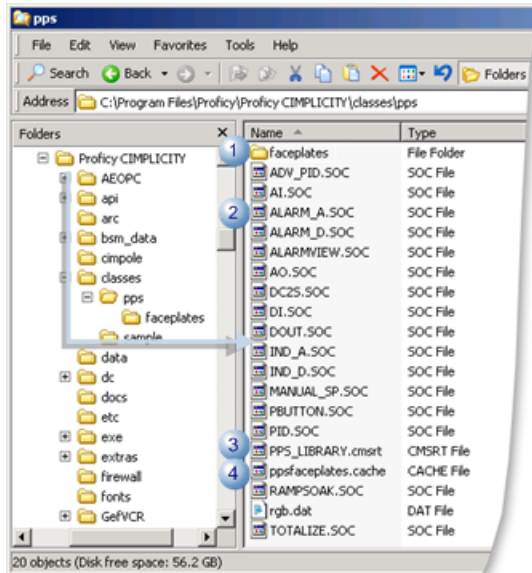 pps
File Edit View Favorites Tools Help
Search Back Folders
Address C:\Program Files\Proficy\Proficy CIMPLICITY\classes\pps
Folders
Proficy CIMPLICITY
AEOPC
api
arc
bsm_data
cimpole
classes
pps
faceplates
sample
data
dc
docs
etc
exe
extras
firewall
fonts
GefVCR
Name Type
1 faceplates File Folder
ADV_PID.SOC SOC File
AI.SOC SOC File
2 ALARM_A.SOC SOC File
ALARM_D.SOC SOC File
ALARMVIEW.SOC SOC File
AO.SOC SOC File
DC2S.SOC SOC File
DI.SOC SOC File
DOUT.SOC SOC File
IND_A.SOC SOC File
IND_D.SOC SOC File
MANUAL_SP.SOC SOC File
PBUTTON.SOC SOC File
PID.SOC SOC File
3 PPS_LIBRARY.cmsrt CMSRT File
4 ppsfaceplates.cache CACHE File
RAMPSOAK.SOC SOC File
rgb.dat DAT File
TOTALIZE.SOC SOC File
20 objects (Disk free space: 56.2 GB)